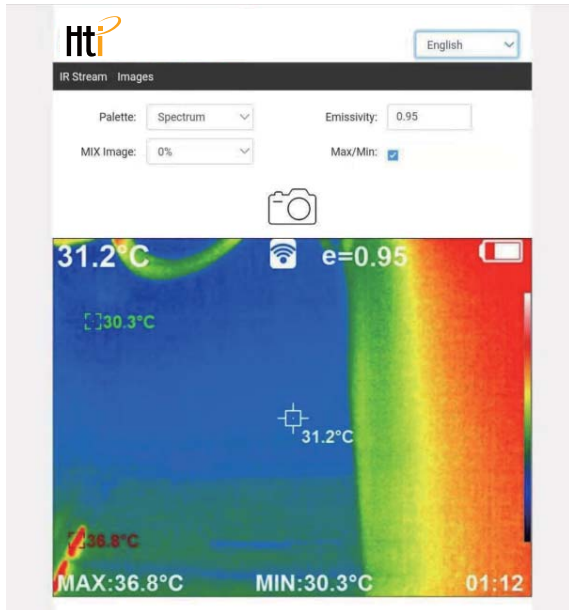 Hti
English
IR Stream Images
Palette: Spectrum Emissivity: 0.95
MIX Image: 0% Max/Min:
31.2°C e=0.95
30.3°C
31.2°C
36.8°C
MAX:36.8°C MIN:30.3°C 01:12